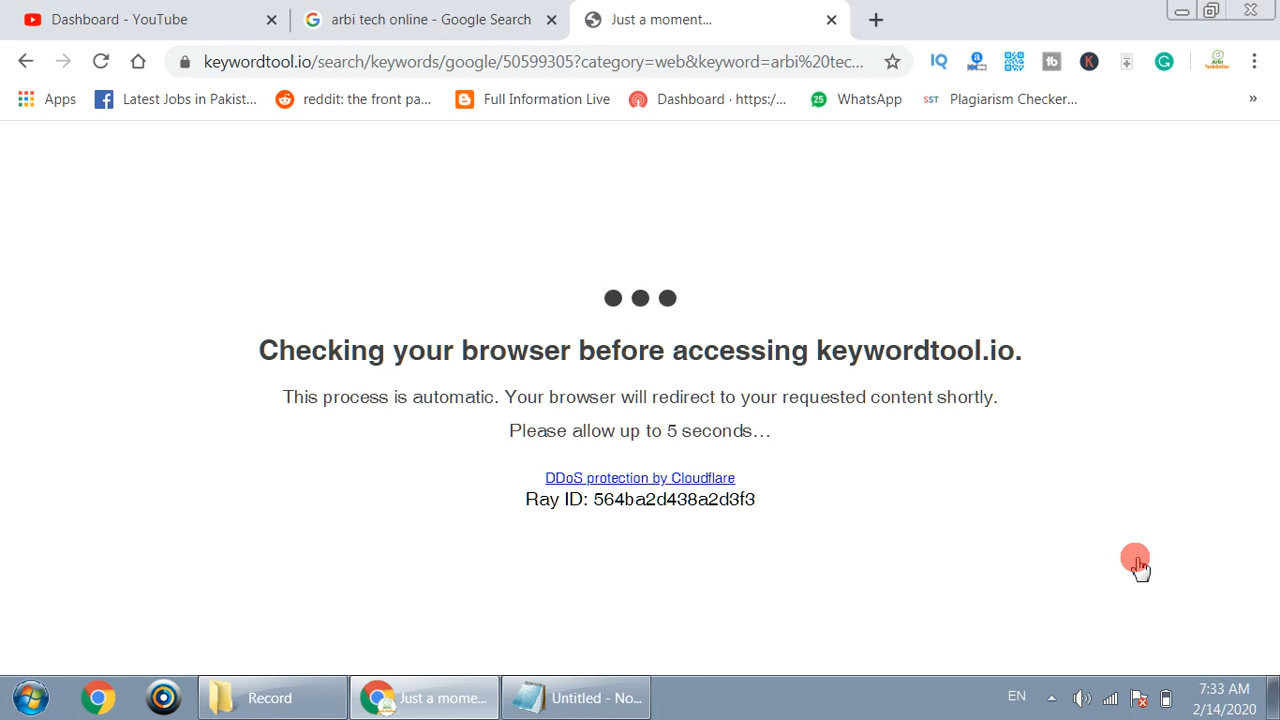 Dashboard - YouTube
arbi tech online - Google Search
Just a moment...
keywordtool.io/search/keywords/google/50599305?category=web&keyword=arbi%20tec...
Apps
Latest Jobs in Pakist...
reddit: the front pa...
Full Information Live
Dashboard · https:/...
25
WhatsApp
SST
Plagiarism Checker...
»
Checking your browser before accessing keywordtool.io.
This process is automatic. Your browser will redirect to your requested content shortly.
Please allow up to 5 seconds…
DDoS protection by Cloudflare
Ray ID: 564ba2d438a2d3f3
Record
Just a mome...
Untitled - No...
EN
7:33 AM
2/14/2020